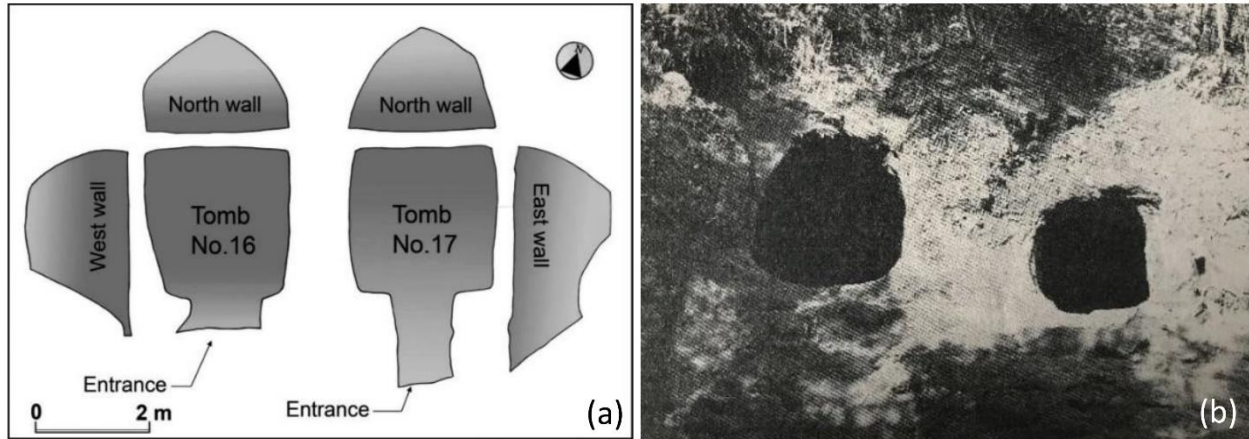 North wall
North wall
N
West wall
Tomb
No.16
Tomb
No.17
East wall
Entrance
Entrance
0 2 m
(a)
(b)